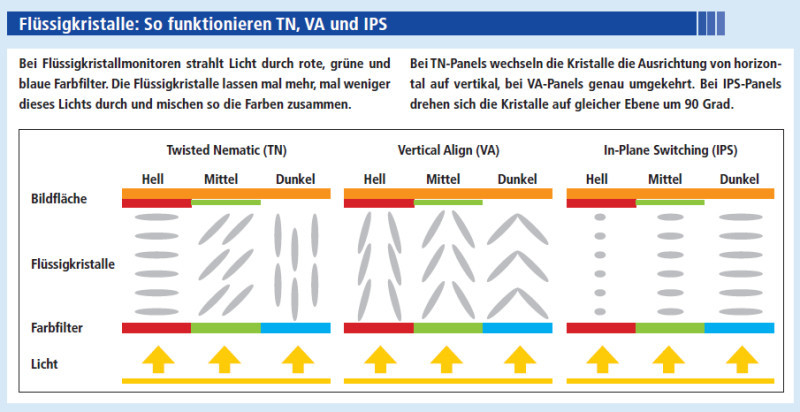 Flüssigkristalle: So funktionieren TN, VA und IPS
Bei Flüssigkristallmonitoren strahlt Licht durch rote, grüne und
blaue Farbfilter. Die Flüssigkristalle lassen mal mehr, mal weniger
dieses Lichts durch und mischen so die Farben zusammen.
Bei TN-Panels wechseln die Kristalle die Ausrichtung von horizon-
tal auf vertikal, bei VA-Panels genau umgekehrt. Bei IPS-Panels
drehen sich die Kristalle auf gleicher Ebene um 90 Grad.
Twisted Nematic (TN)
Vertical Align (VA)
In-Plane Switching (IPS)
Hell Mittel Dunkel
Hell Mittel Dunkel
Hell Mittel Dunkel
Bildfläche
Flüssigkristalle
Farbfilter
Licht